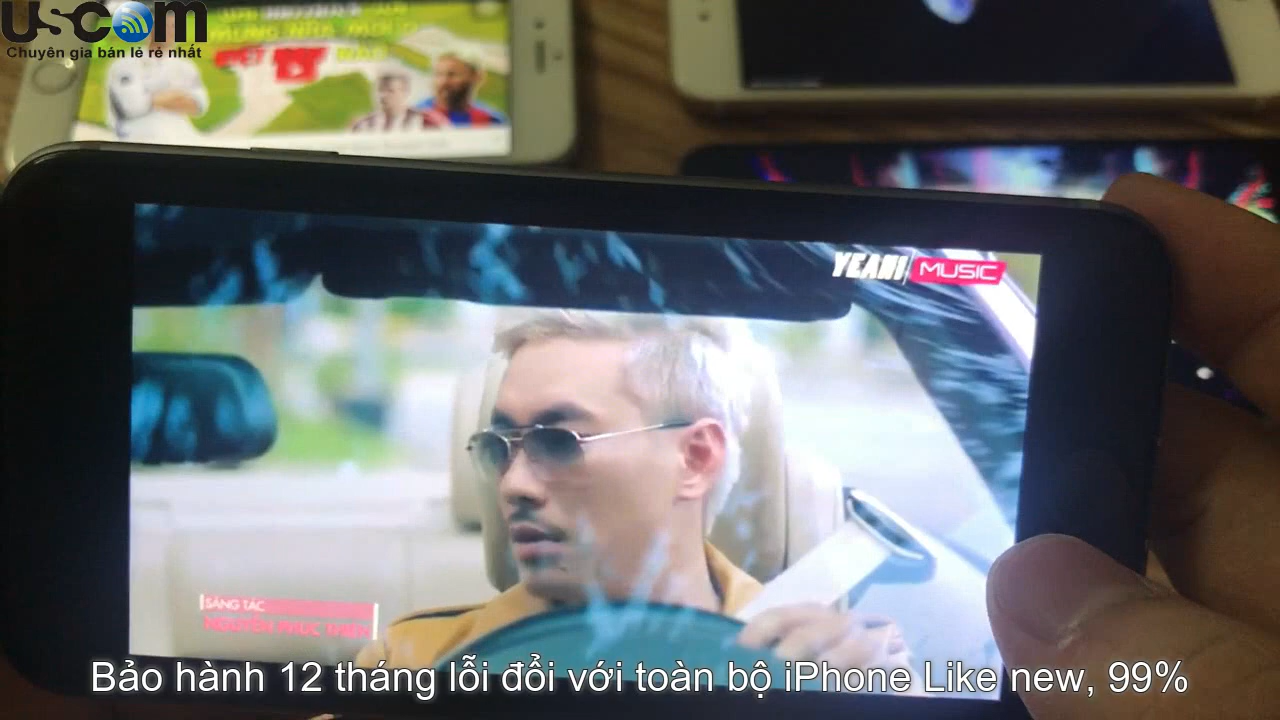 uscom
Chuyên gia bán lẻ rẻ nhất
YEAH1 MUSIC
SÁNG TÁC
NGUYỄN PHÚC THIỆN
Bảo hành 12 tháng lỗi đổi với toàn bộ iPhone Like new, 99%